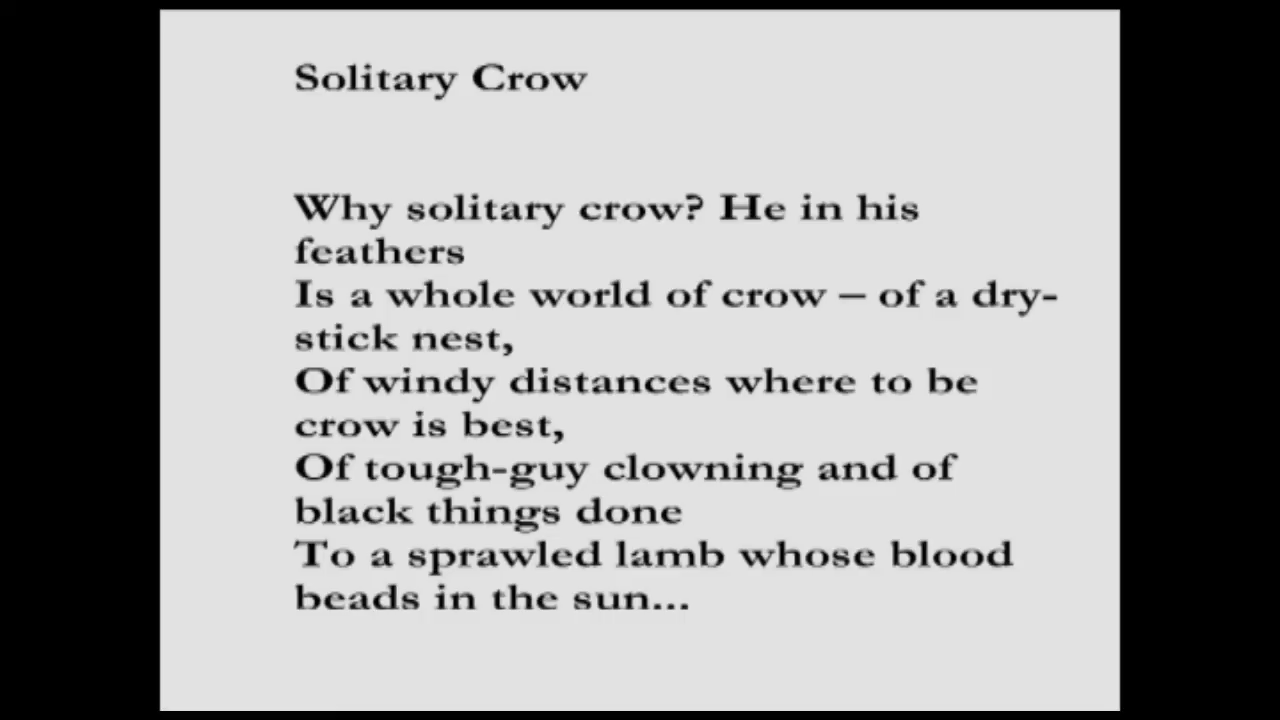 Solitary Crow
Why solitary crow? He in his
feathers
Is a whole world of crow – of a dry-
stick nest,
Of windy distances where to be
crow is best,
Of tough-guy clowning and of
black things done
To a sprawled lamb whose blood
beads in the sun...